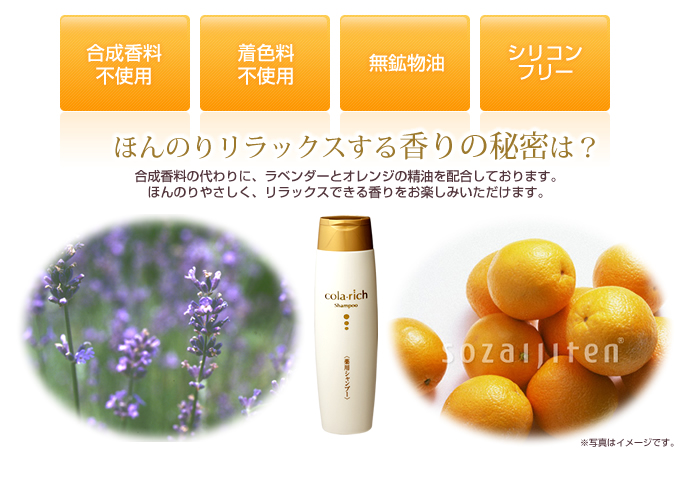 合成香料
不使用
着色料
不使用
無鉱物油
シリコン
フリー
ほんのりリラックスする香りの秘密は？
合成香料の代わりに、ラベンダーとオレンジの精油を配合しております。
ほんのりやさしく、リラックスできる香りをお楽しみいただけます。
cola-rich
Shampoo
〈薬用シャンプー〉
sozaijiten®
※写真はイメージです。